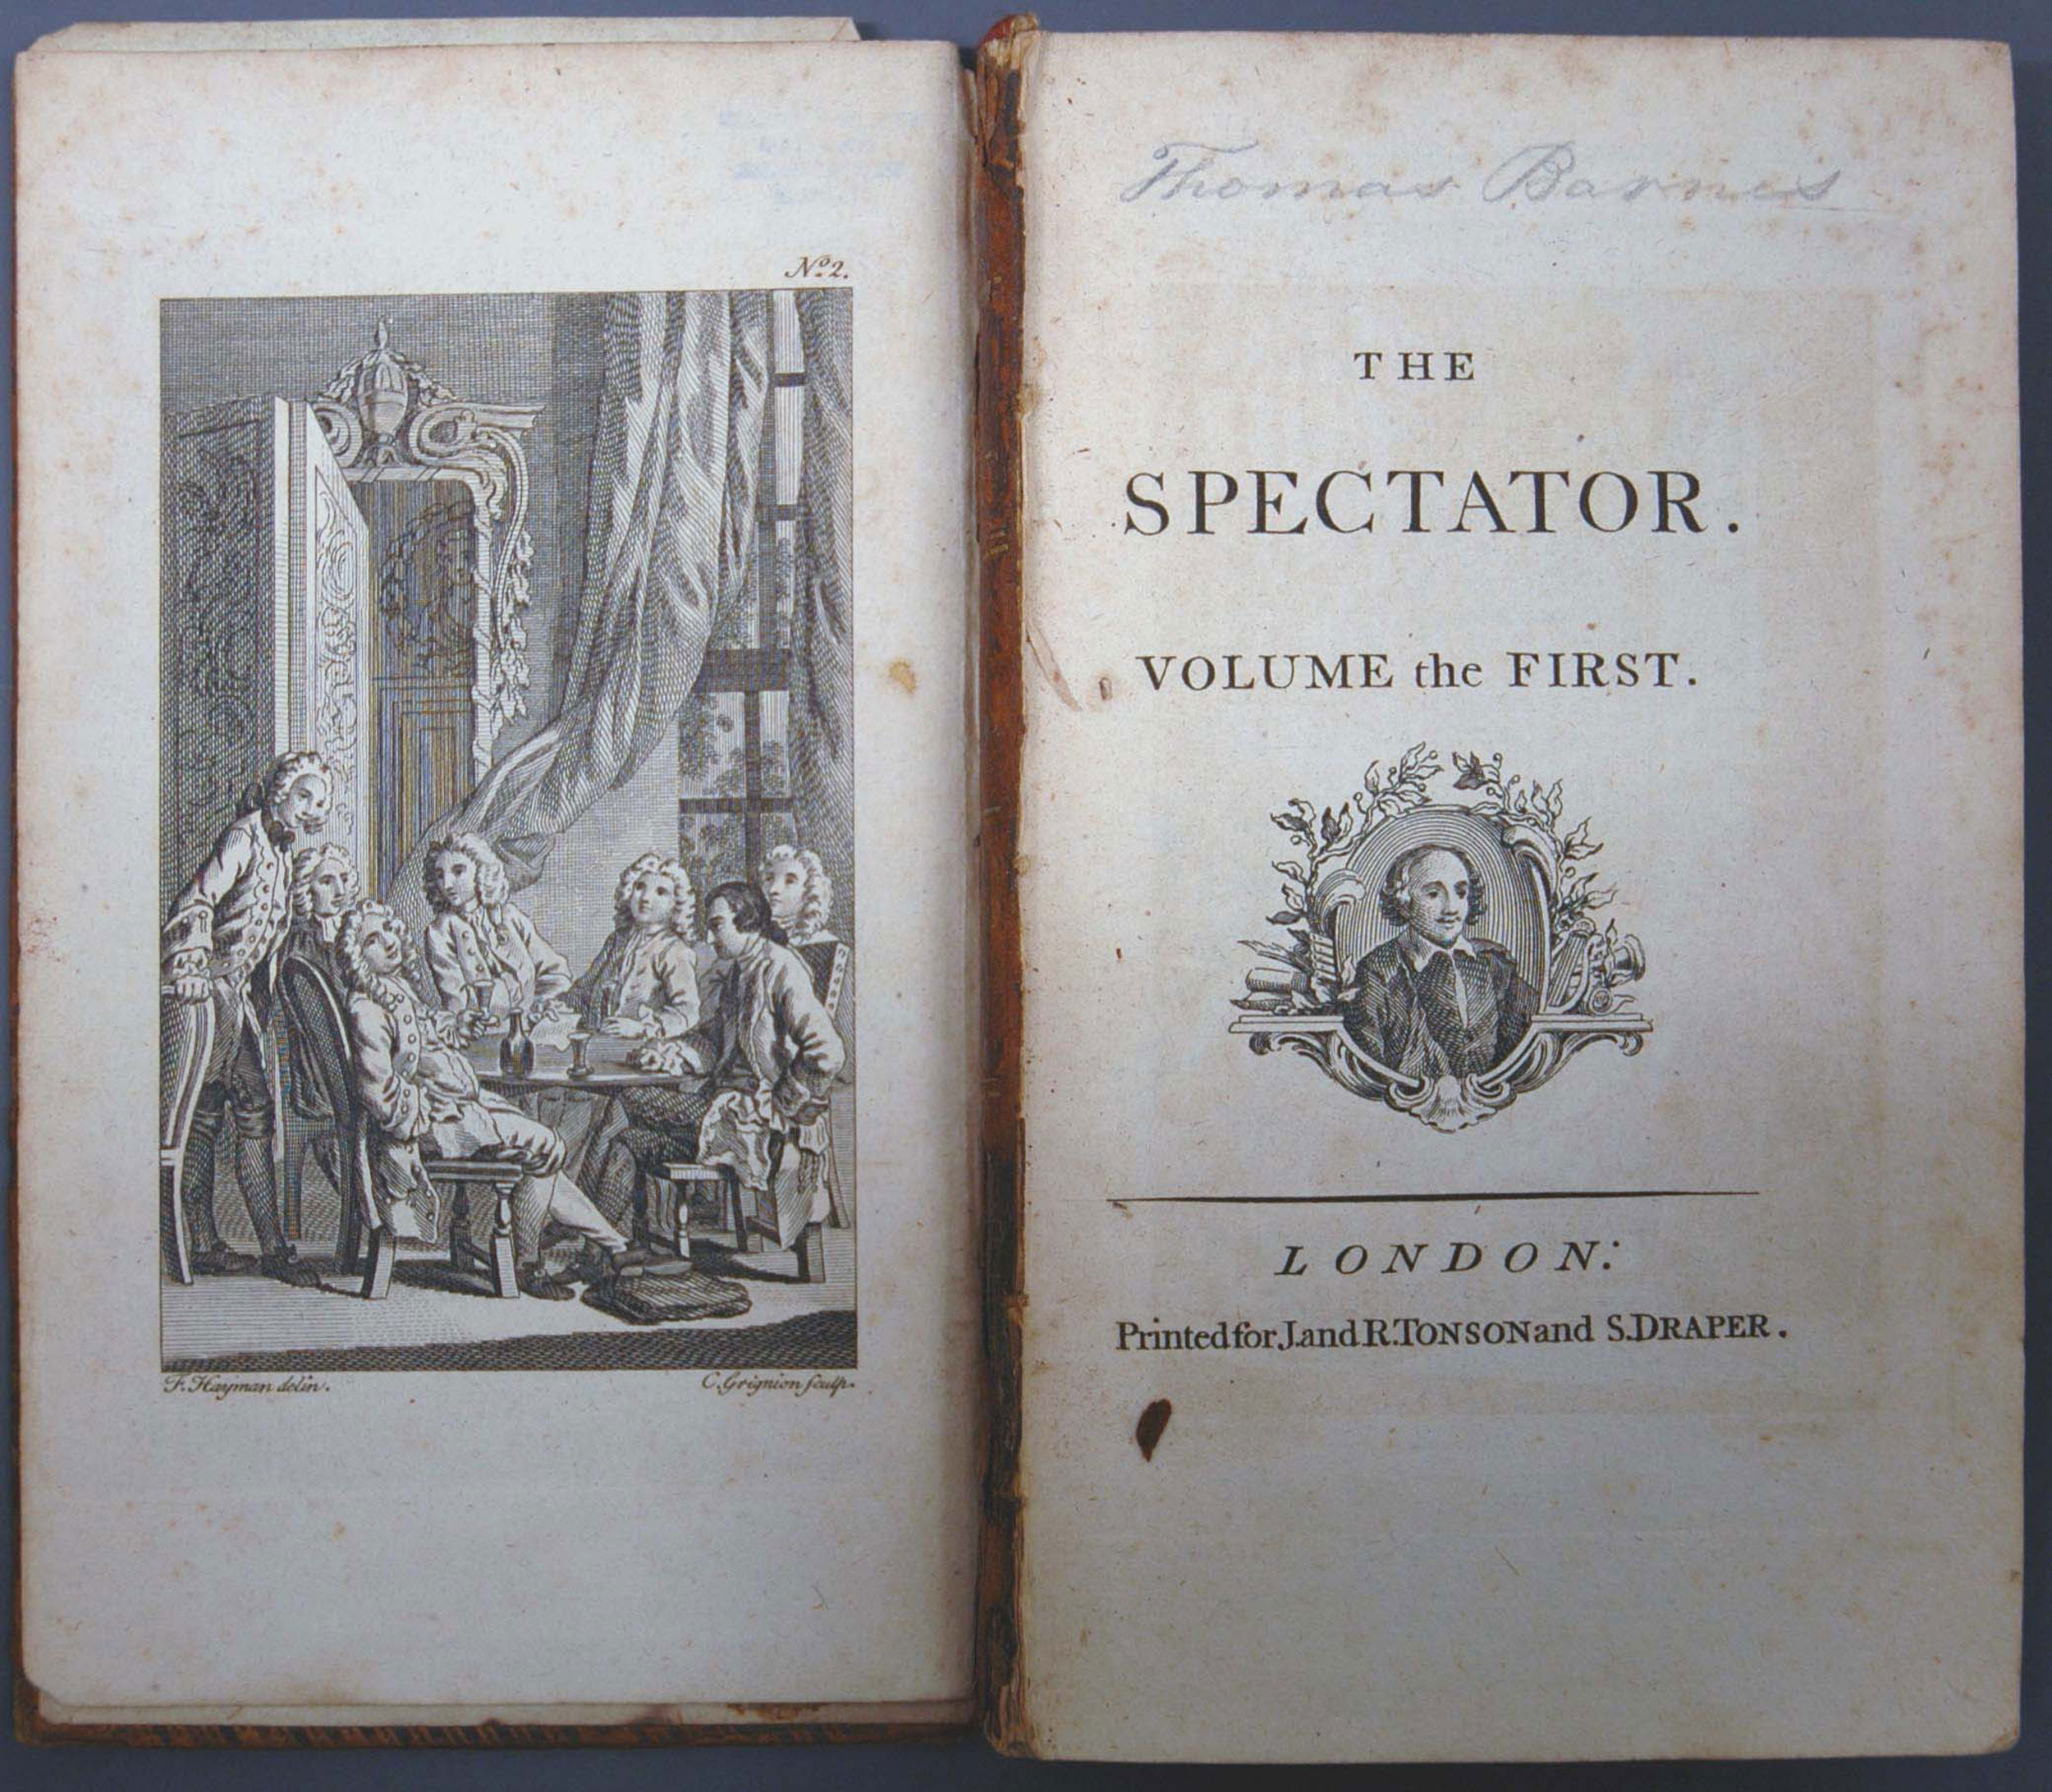 Nº 2.
F. Hayman delin.
C. Grignion sculp.
Thomas Barnes
THE
SPECTATOR.
VOLUME the FIRST.
LONDON:
Printed for J. and R. TONSON and S. DRAPER.